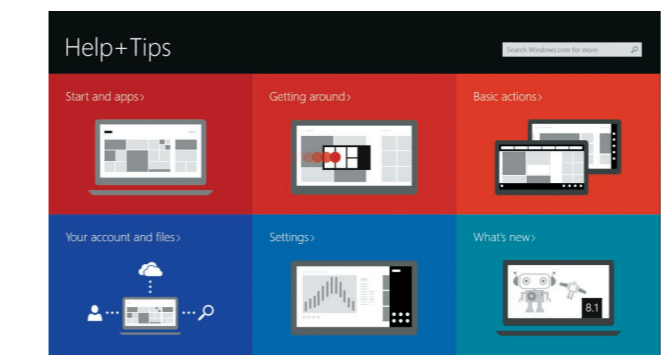 Help+Tips
Search Windows.com for more
Start and apps>
Getting around>
Basic actions>
Your account and files>
Settings>
What's new>
8.1